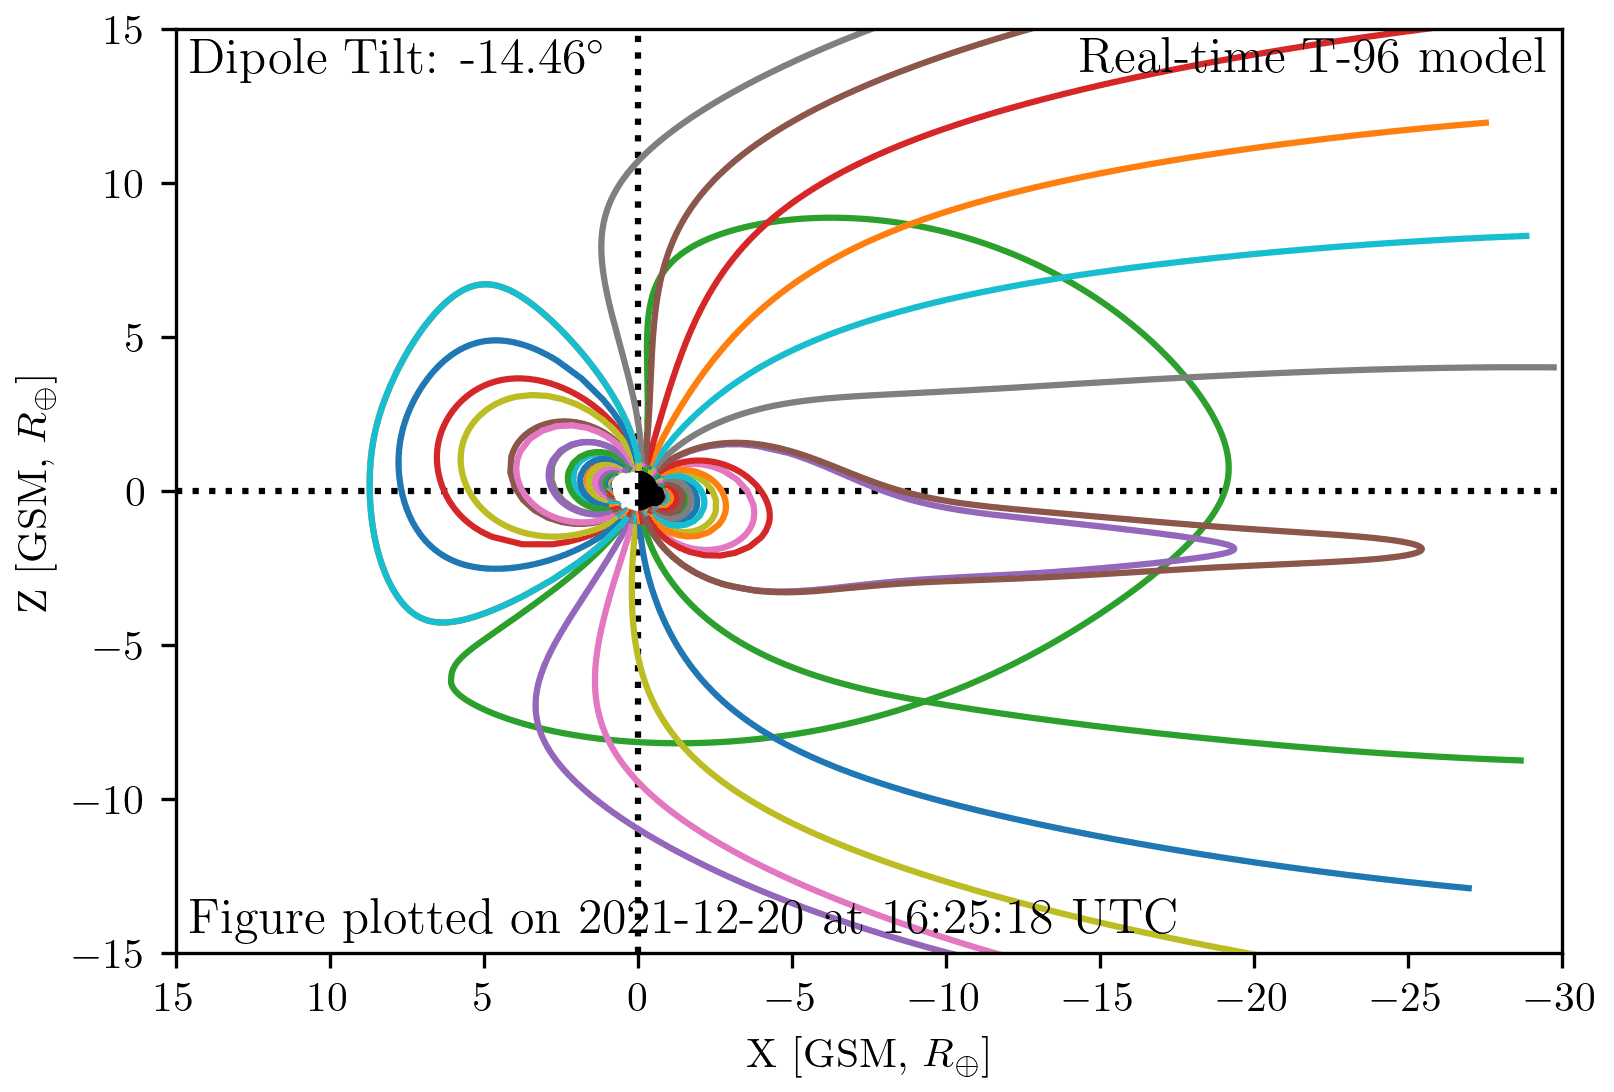 Dipole Tilt: -14.46°
Real-time T-96 model
15
10
5
0
−5
−10
−15
Z [GSM, R⊕]
Figure plotted on 2021-12-20 at 16:25:18 UTC
15 10 5 0 −5 −10 −15 −20 −25 −30
X [GSM, R⊕]